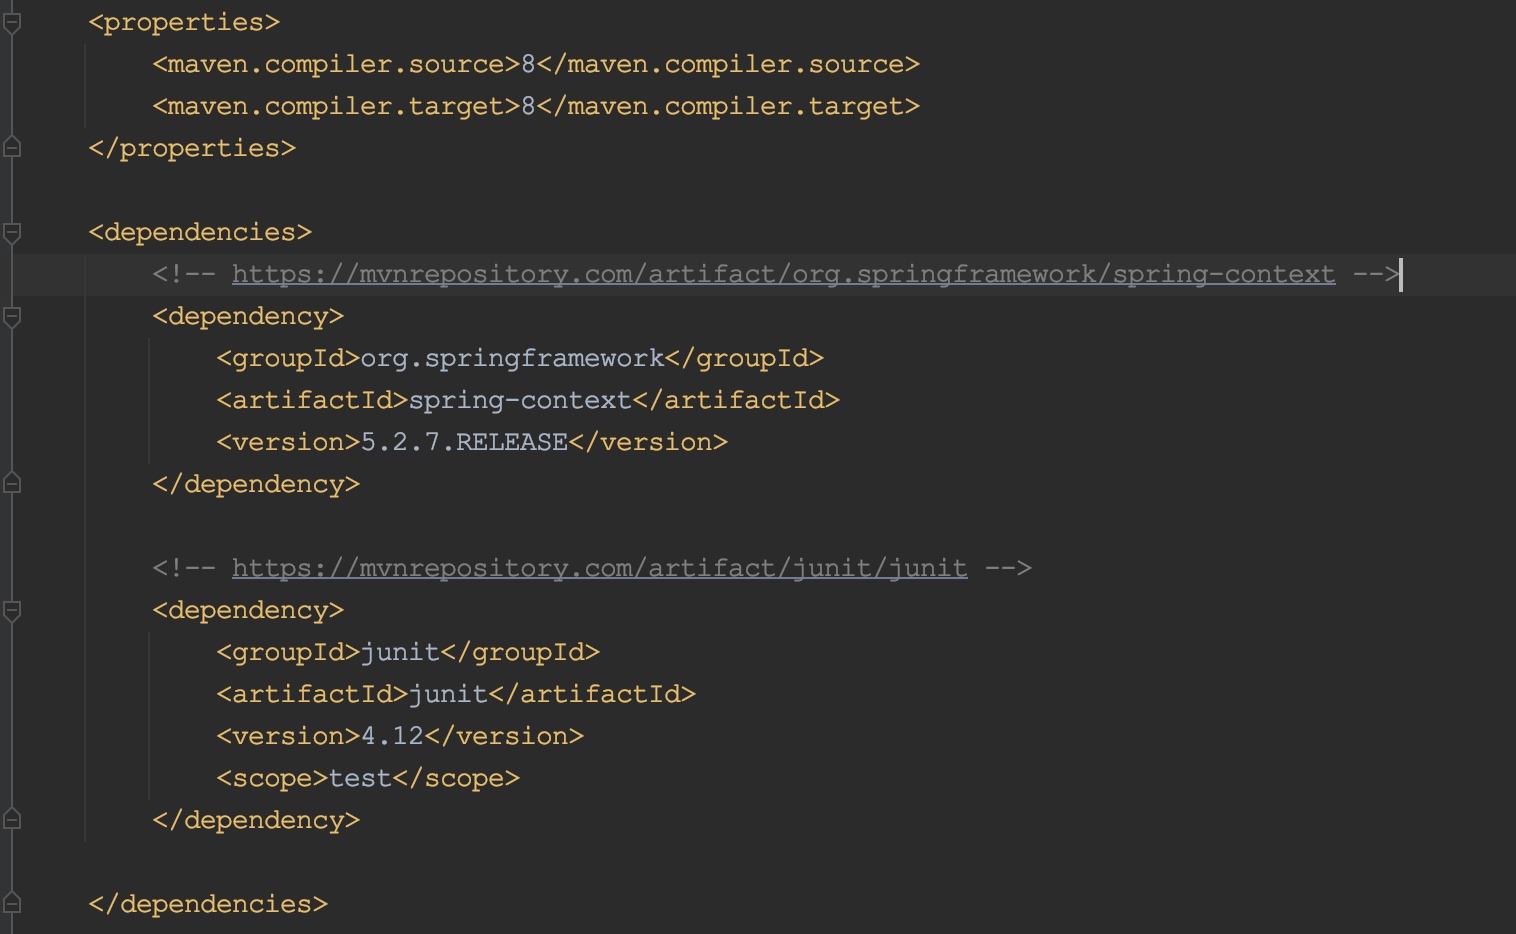 <properties>
<maven.compiler.source>8</maven.compiler.source>
<maven.compiler.target>8</maven.compiler.target>
</properties>
<dependencies>
<!-- https://mvnrepository.com/artifact/org.springframework/spring-context -->
<dependency>
<groupId>org.springframework</groupId>
<artifactId>spring-context</artifactId>
<version>5.2.7.RELEASE</version>
</dependency>
<!-- https://mvnrepository.com/artifact/junit/junit -->
<dependency>
<groupId>junit</groupId>
<artifactId>junit</artifactId>
<version>4.12</version>
<scope>test</scope>
</dependency>
</dependencies>